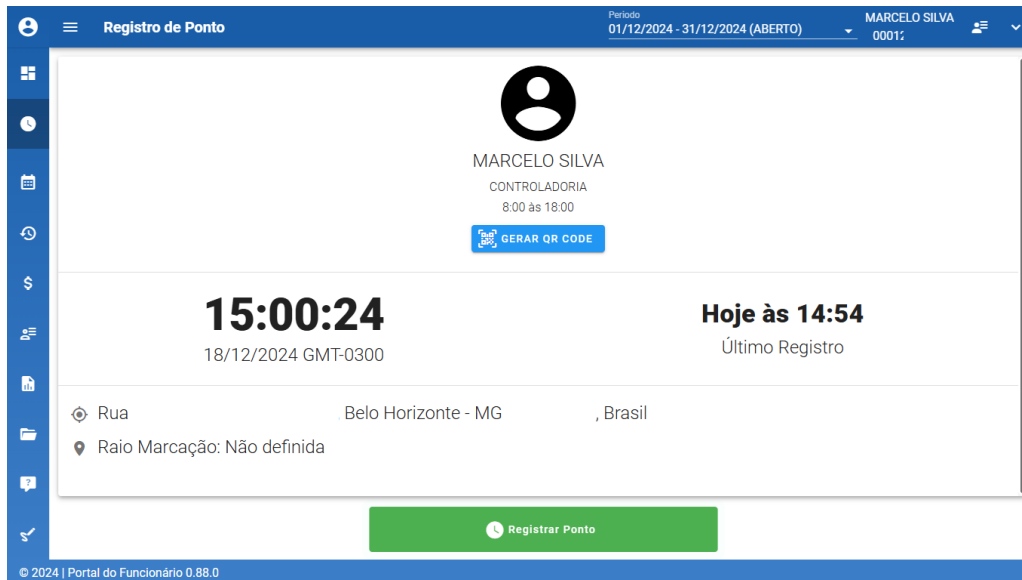 Registro de Ponto
Período
01/12/2024 - 31/12/2024 (ABERTO)
MARCELO SILVA
00012
MARCELO SILVA
CONTROLADORIA
8:00 às 18:00
GERAR QR CODE
15:00:24
18/12/2024 GMT-0300
Hoje às 14:54
Último Registro
Rua Belo Horizonte - MG , Brasil
Raio Marcação: Não definida
Registrar Ponto
© 2024 | Portal do Funcionário 0.88.0